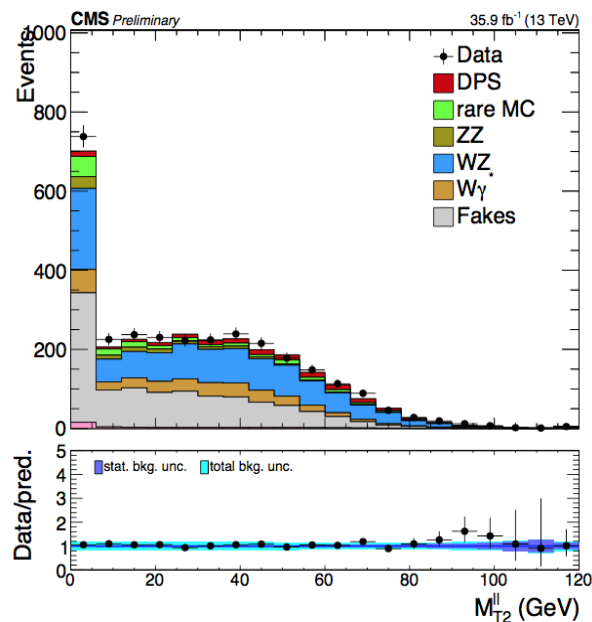 CMS Preliminary 35.9 fb⁻¹ (13 TeV)
Events
1000
800
600
400
200
0
Data
DPS
rare MC
ZZ
WZ
Wγ*
Fakes
Data/pred.
5
4
3
2
1
0
stat. bkg. unc. total bkg. unc.
0 20 40 60 80 100 120
M_T2^ll (GeV)